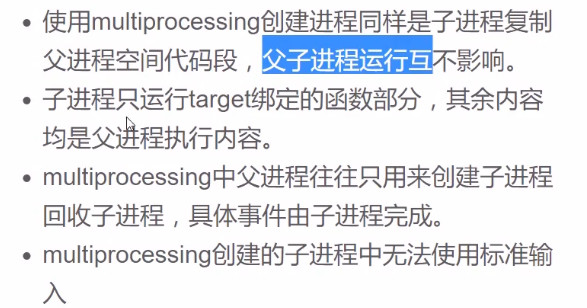 使用multiprocessing创建进程同样是子进程复制
父进程空间代码段，父子进程运行互不影响。
子进程只运行target绑定的函数部分，其余内容
均是父进程执行内容。
multiprocessing中父进程往往只用来创建子进程
回收子进程，具体事件由子进程完成。
multiprocessing创建的子进程中无法使用标准输
入